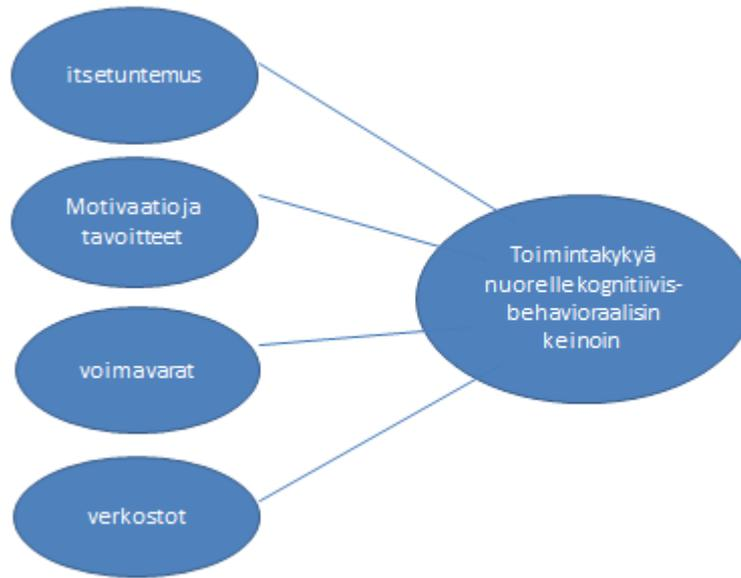 itsetuntemus
Motivaatio ja
tavoitteet
voimavarat
verkostot
Toimintakykyä
nuorelle kognitiivis-
behavioraalisin
keinoin